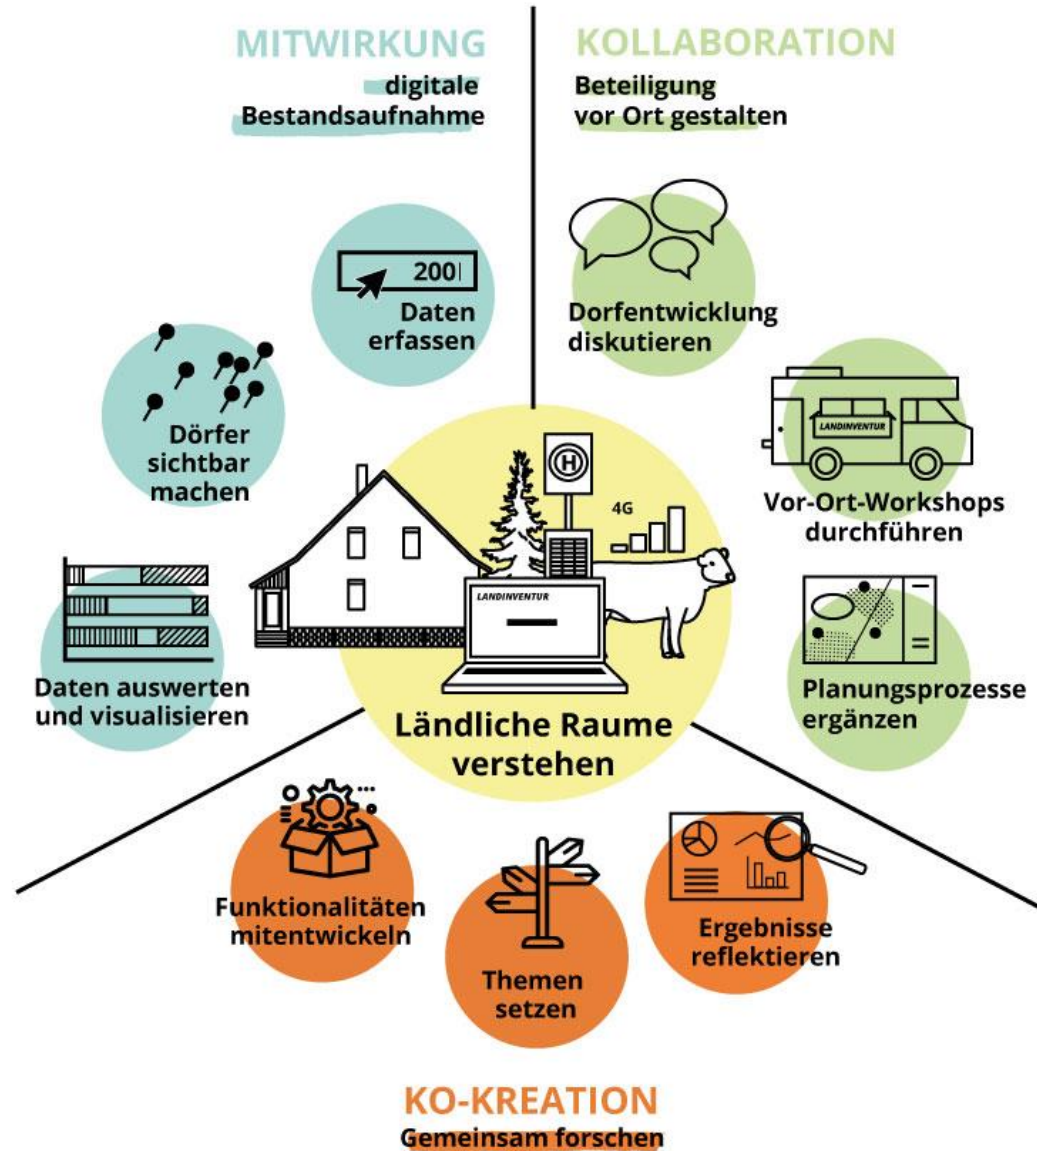 MITWIRKUNG
digitale
Bestandsaufnahme
KOLLABORATION
Beteiligung
vor Ort gestalten
200
Daten
erfassen
Dörfer
sichtbar
machen
Daten auswerten
und visualisieren
Dorfentwicklung
diskutieren
LANDINVENTUR
Vor-Ort-Workshops
durchführen
Planungsprozesse
ergänzen
H
4G
LANDINVENTUR
Ländliche Raume
verstehen
Funktionalitäten
mitentwickeln
Themen
setzen
Ergebnisse
reflektieren
KO-KREATION
Gemeinsam forschen